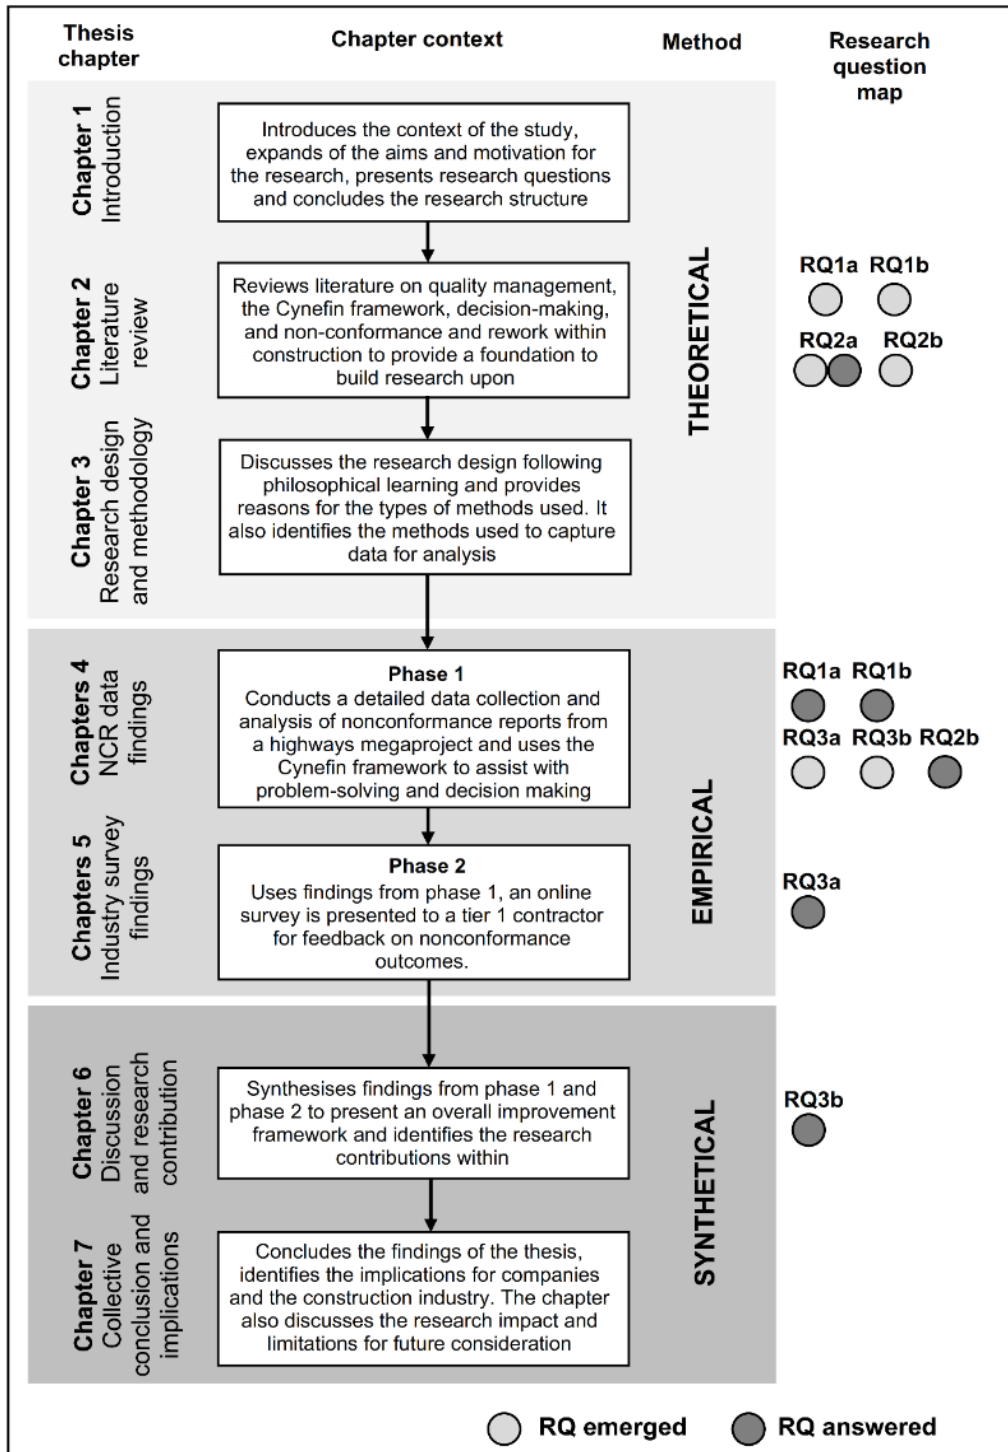 Thesis
chapter
Chapter context
Method
Research
question
map
Chapter 1
Introduction
Introduces the context of the study,
expands of the aims and motivation for
the research, presents research questions
and concludes the research structure
Chapter 2
Literature
review
Reviews literature on quality management,
the Cynefin framework, decision-making,
and non-conformance and rework within
construction to provide a foundation to
build research upon
RQ1a RQ1b
RQ2a RQ2b
Chapter 3
Research design
and methodology
Discusses the research design following
philosophical learning and provides
reasons for the types of methods used. It
also identifies the methods used to capture
data for analysis
THEORETICAL
Chapters 4
NCR data
findings
Phase 1
Conducts a detailed data collection and
analysis of nonconformance reports from
a highways megaproject and uses the
Cynefin framework to assist with
problem-solving and decision making
RQ1a RQ1b
RQ3a RQ3b RQ2b
Chapters 5
Industry survey
findings
Phase 2
Uses findings from phase 1, an online
survey is presented to a tier 1 contractor
for feedback on nonconformance
outcomes.
EMPIRICAL
RQ3a
Chapter 6
Discussion
and research
contribution
Synthesises findings from phase 1 and
phase 2 to present an overall improvement
framework and identifies the research
contributions within
RQ3b
Chapter 7
Collective
conclusion and
implications
Concludes the findings of the thesis,
identifies the implications for companies
and the construction industry. The chapter
also discusses the research impact and
limitations for future consideration
SYNTHETICAL
RQ emerged
RQ answered